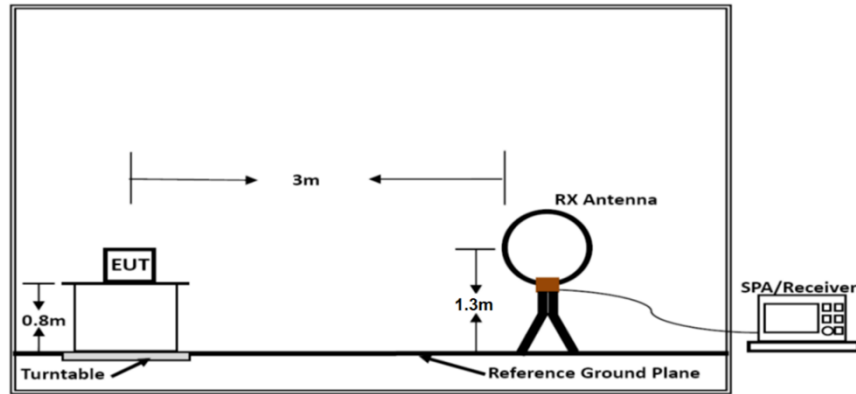 3m
RX Antenna
EUT
SPA/Receiver
0.8m
1.3m
Turntable
Reference Ground Plane